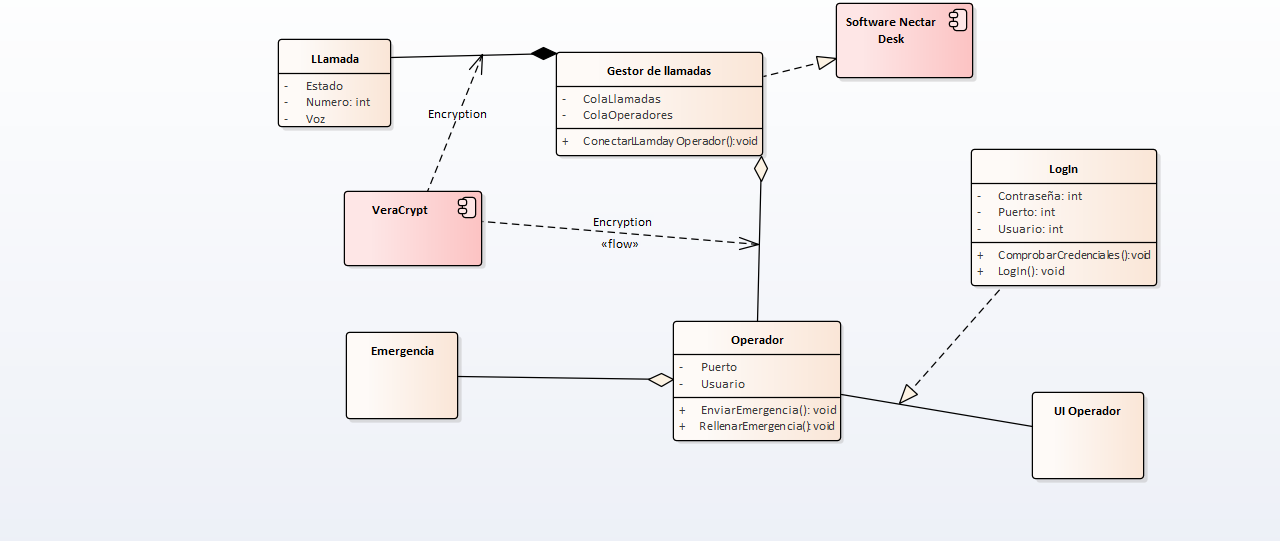 Software Nectar
Desk
LLamada
- Estado
- Numero: int
- Voz
Gestor de llamadas
- ColaLlamadas
- ColaOperadores
+ ConectarlLamdayOperador():void
Encryption
VeraCrypt
Encryption
«flow»
LogIn
- Contraseña: int
- Puerto: int
- Usuario: int
+ ComprobarCredenciales():void
+ LogIn(): void
Emergencia
Operador
- Puerto
- Usuario
+ EnviarEmergencia(): void
+ RellenarEmergencia(): void
UI Operador